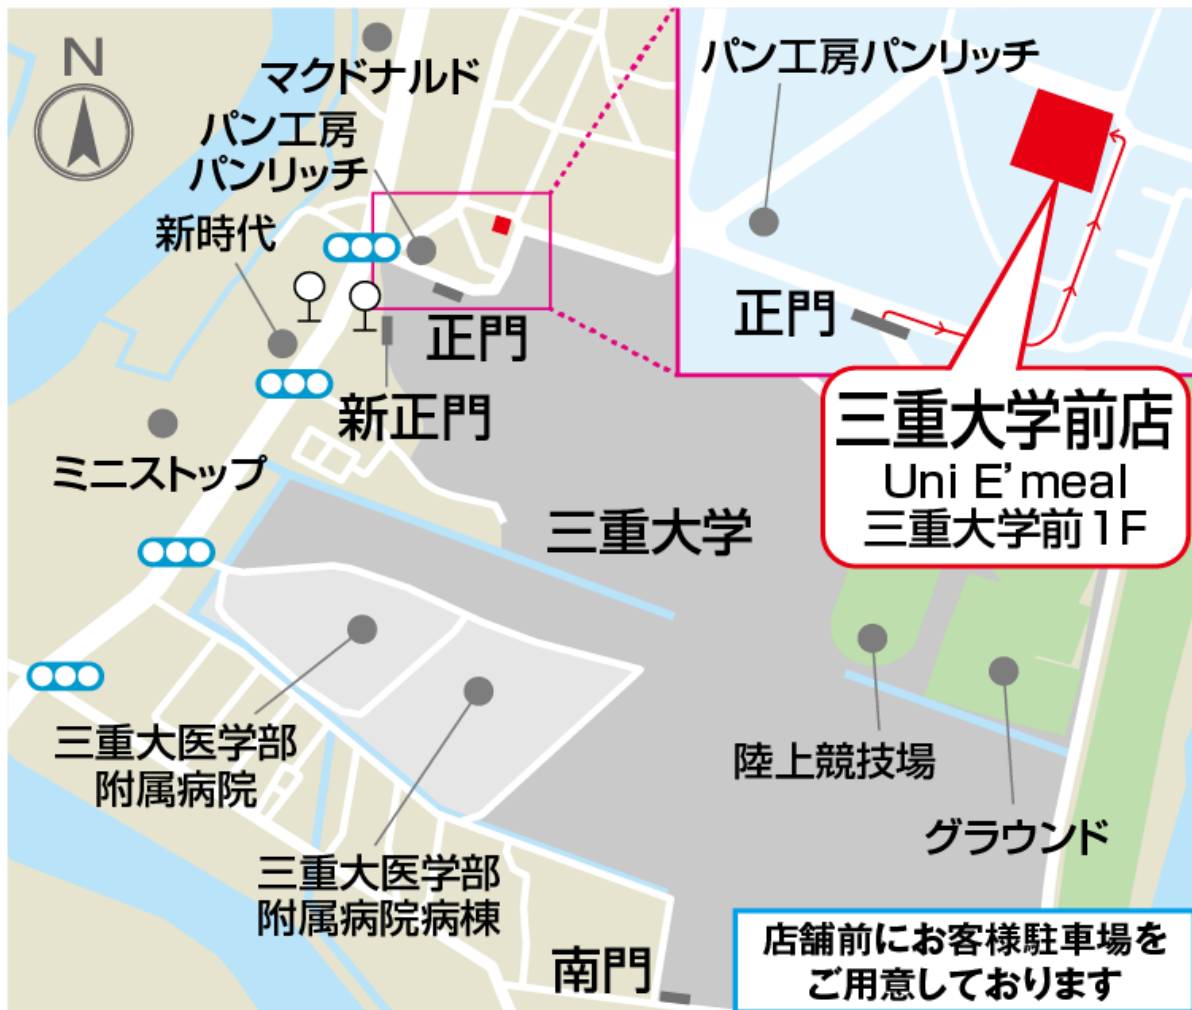 N
マクドナルド
パン工房
パンリッチ
新時代
正門
新正門
ミニストップ
パン工房パンリッチ
正門
三重大学前店
Uni E’meal
三重大学前1F
三重大学
三重大医学部
附属病院
三重大医学部
附属病院病棟
陸上競技場
グラウンド
南門
店舗前にお客様駐車場を
ご用意しております